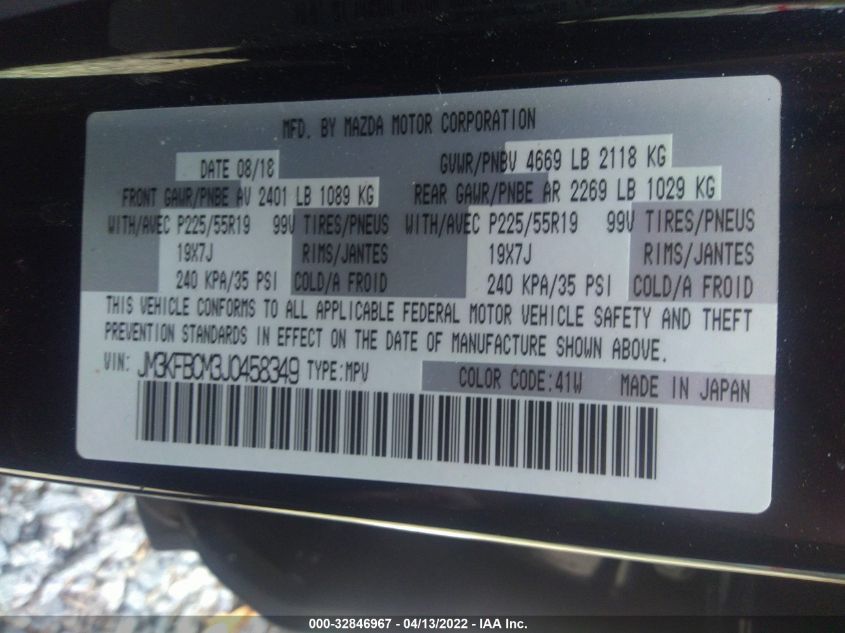 MFD. BY MAZDA MOTOR CORPORATION
DATE 08/18 GVWR/PNBV 4669 LB 2118 KG
FRONT GAWR/PNBE AV 2401 LB 1089 KG REAR GAWR/PNBE AR 2269 LB 1029 KG
WITH/AVEC P225/55R19 99V TIRES/PNEUS WITH/AVEC P225/55R19 99V TIRES/PNEUS
19X7J RIMS/JANTES 19X7J RIMS/JANTES
240 KPA/35 PSI COLD/A FROID 240 KPA/35 PSI COLD/A FROID
THIS VEHICLE CONFORMS TO ALL APPLICABLE FEDERAL MOTOR VEHICLE SAFETY AND THEFT
PREVENTION STANDARDS IN EFFECT ON THE DATE OF MANUFACTURE SHOWN ABOVE.
VIN: JM3KFBCM3J0458349 TYPE:MPV COLOR CODE:41W MADE IN JAPAN
000-32846967 - 04/13/2022 - IAA Inc.